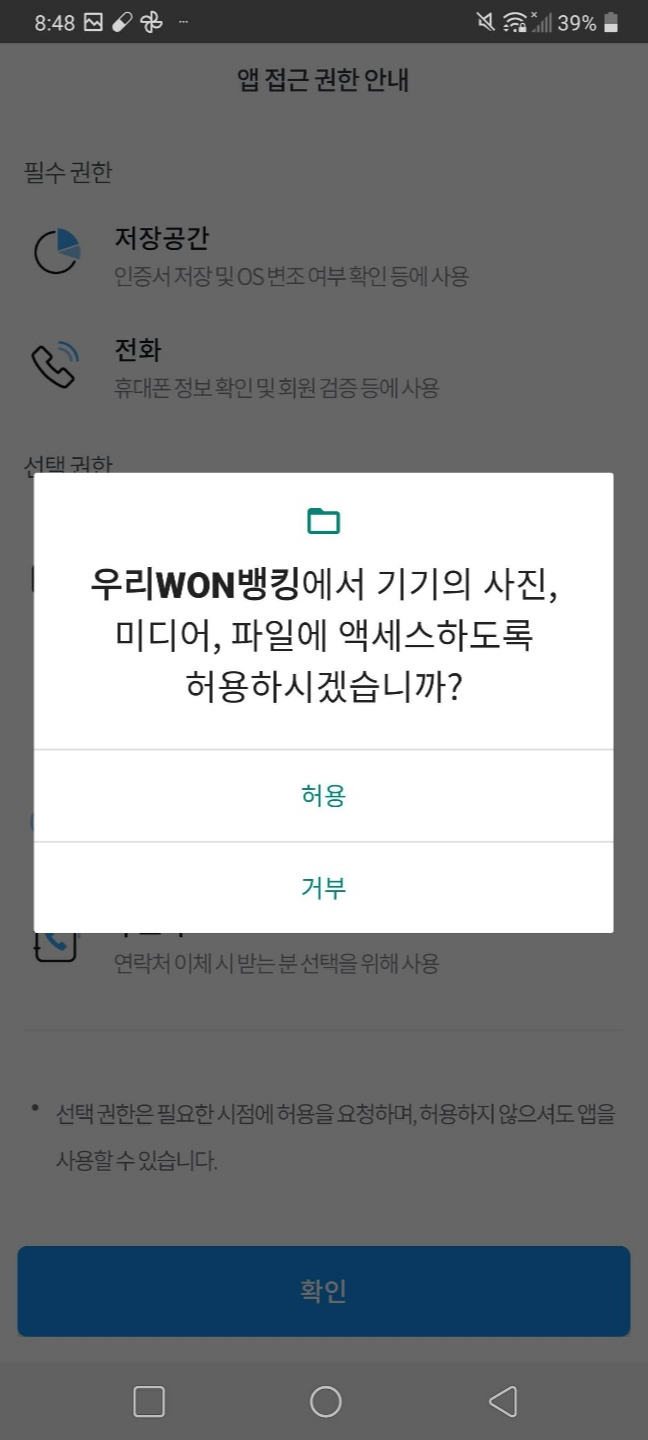 8:48
39%
앱 접근 권한 안내
필수 권한
저장공간
인증서 저장 및 OS 변조 여부 확인 등에 사용
전화
휴대폰 정보 확인 및 회원 검증 등에 사용
선택 권한
우리WON뱅킹에서 기기의 사진,
미디어, 파일에 액세스하도록
허용하시겠습니까?
허용
거부
연락처 이체 시 받는 분 선택을 위해 사용
• 선택 권한은 필요한 시점에 허용을 요청하며, 허용하지 않으셔도 앱을
사용할 수 있습니다.
확인